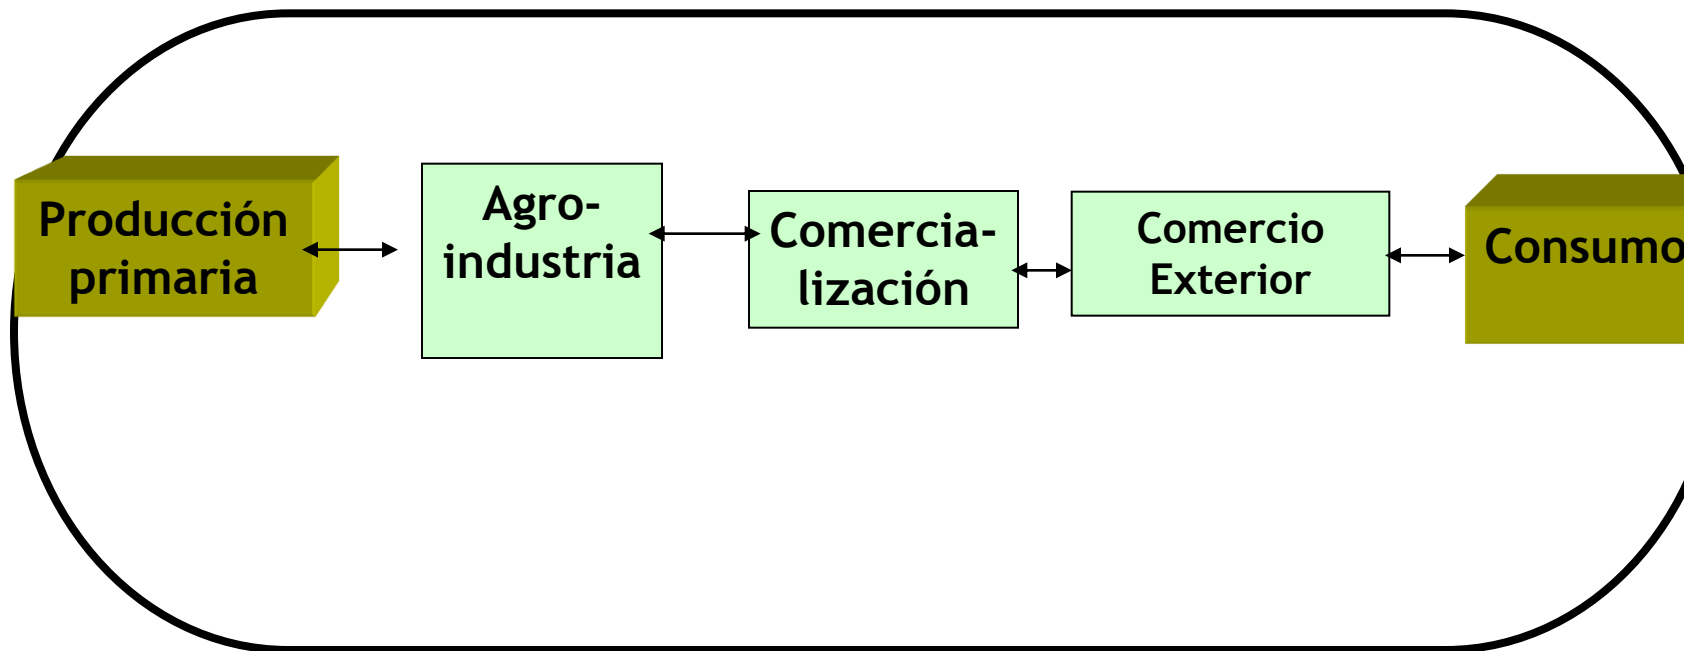 Producción
primaria
Agro-
industria
Comercia-
lización
Comercio
Exterior
Consumo